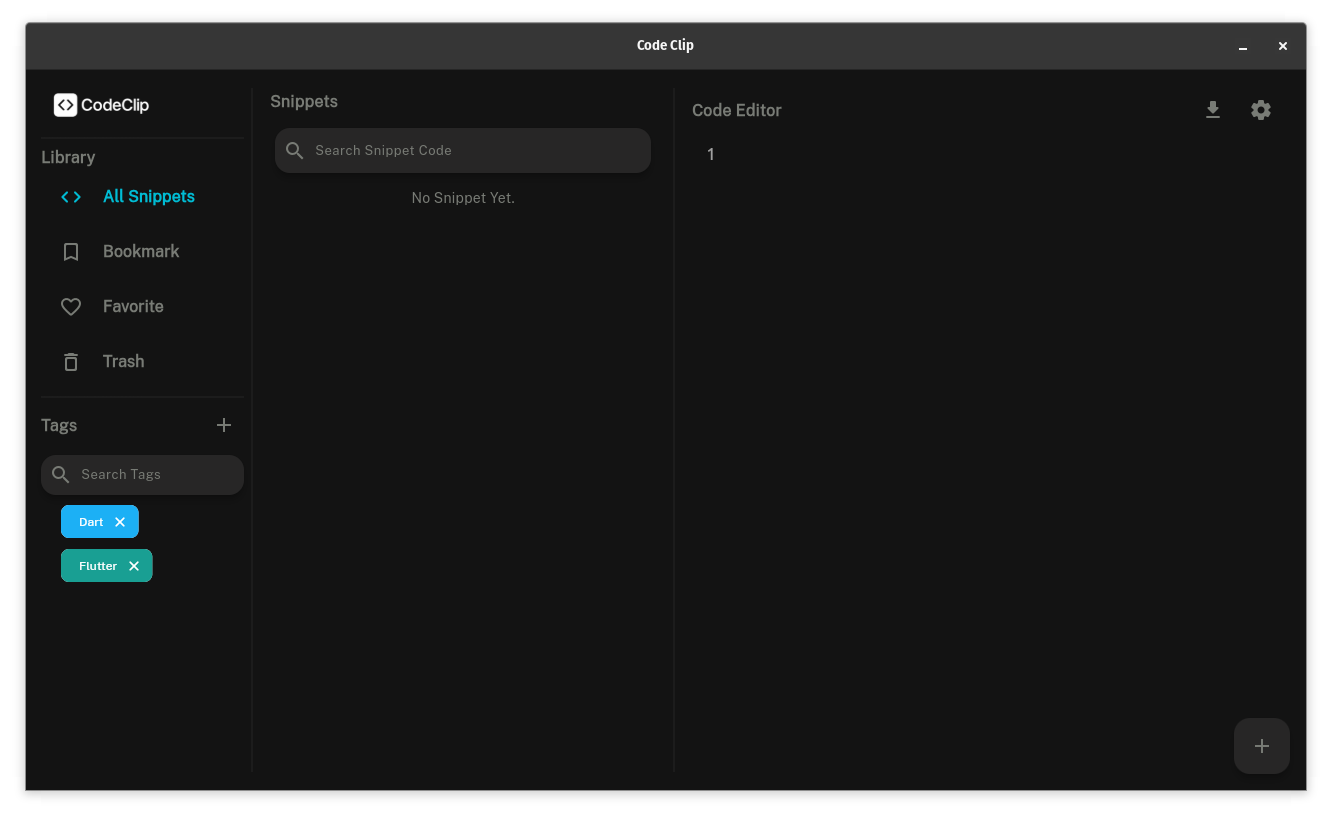 Code Clip
CodeClip
Library
All Snippets
Bookmark
Favorite
Trash
Tags
Search Tags
Dart
Flutter
Snippets
Search Snippet Code
No Snippet Yet.
Code Editor
1